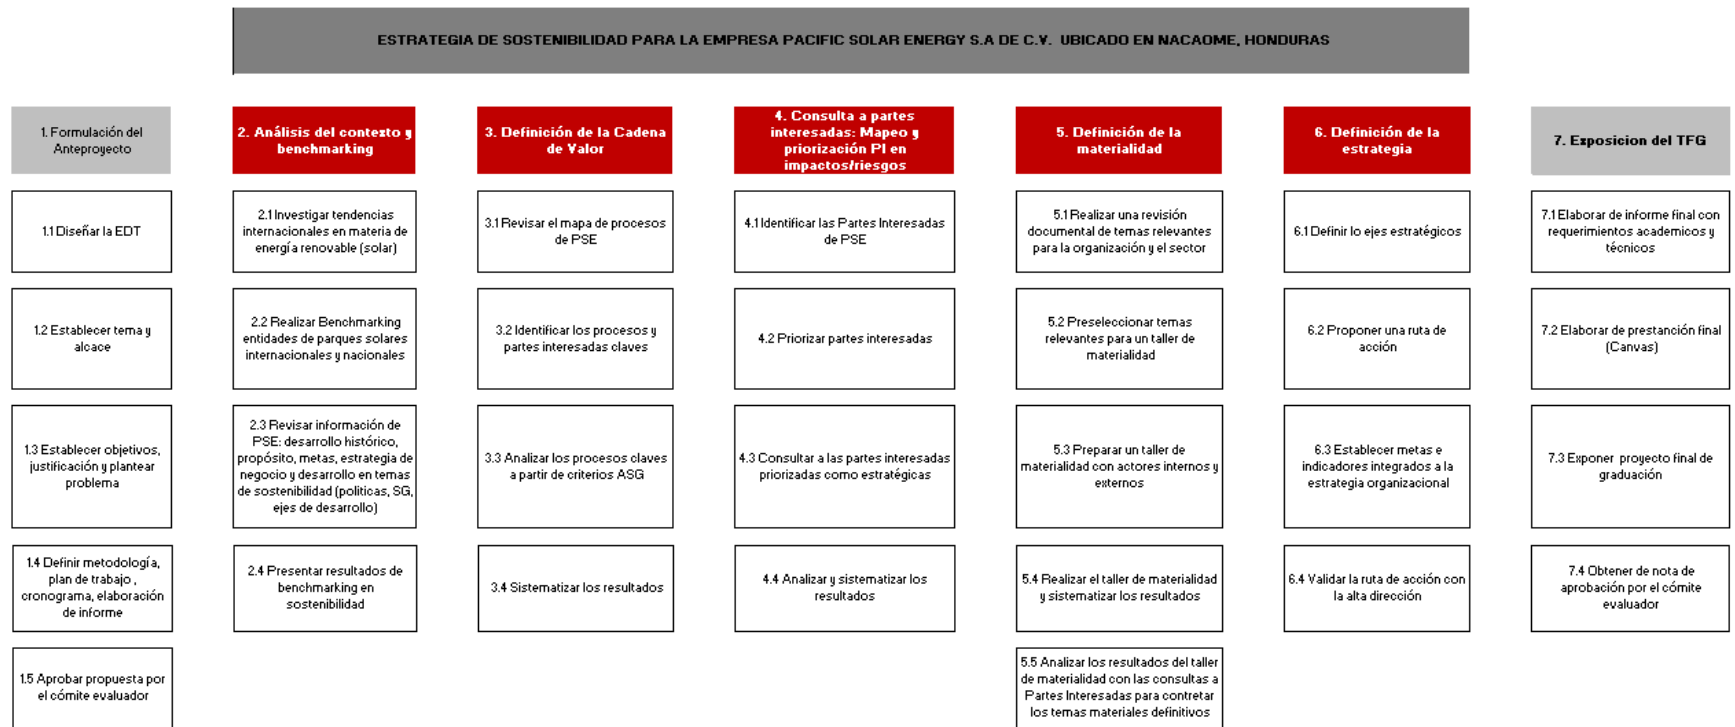 ESTRATEGIA DE SOSTENIBILIDAD PARA LA EMPRESA PACIFIC SOLAR ENERGY S.A DE C.V. UBICADO EN NACAOME, HONDURAS
1. Formulación del
Anteproyecto
1.1 Diseñar la EDT
1.2 Establecer tema y
alcace
1.3 Establecer objetivos,
justificación y plantear
problema
1.4 Definir metodología,
plan de trabajo ,
cronograma, elaboración
de informe
1.5 Aprobar propuesta por
el cómite evaluador
2. Análisis del contexto y
benchmarking
2.1 Investigar tendencias
internacionales en materia de
energía renovable (solar)
2.2 Realizar Benchmarking
entidades de parques solares
internacionales y nacionales
2.3 Revisar información de
PSE: desarrollo histórico,
propósito, metas, estrategia de
negocio y desarrollo en temas
de sostenibilidad (politicas, SG,
ejes de desarrollo)
2.4 Presentar resultados de
benchmarking en
sostenibilidad
3. Definición de la Cadena
de Valor
3.1 Revisar el mapa de procesos
de PSE
3.2 Identificar los procesos y
partes interesadas claves
3.3 Analizar los procesos claves
a partir de criterios ASG
3.4 Sistematizar los resultados
4. Consulta a partes
interesadas: Mapeo y
priorización PI en
impactos/riesgos
4.1 Identificar las Partes Interesadas
de PSE
4.2 Priorizar partes interesadas
4.3 Consultar a las partes interesadas
priorizadas como estratégicas
4.4 Analizar y sistematizar los
resultados
5. Definición de la
materialidad
5.1 Realizar una revisión
documental de temas relevantes
para la organización y el sector
5.2 Preseleccionar temas
relevantes para un taller de
materialidad
5.3 Preparar un taller de
materialidad con actores internos y
externos
5.4 Realizar el taller de materialidad
y sistematizar los resultados
5.5 Analizar los resultados del taller
de materialidad con las consultas a
Partes Interesadas para contretar
los temas materiales definitivos
6. Definición de la
estrategia
6.1 Definir lo ejes estratégicos
6.2 Proponer una ruta de
acción
6.3 Establecer metas e
indicadores integrados a la
estrategia organizacional
6.4 Validar la ruta de acción con
la alta dirección
7. Exposicion del TFG
7.1 Elaborar de informe final con
requerimientos academicos y
técnicos
7.2 Elaborar de prestanción final
(Canvas)
7.3 Exponer proyecto final de
graduación
7.4 Obtener de nota de
aprobación por el cómite
evaluador